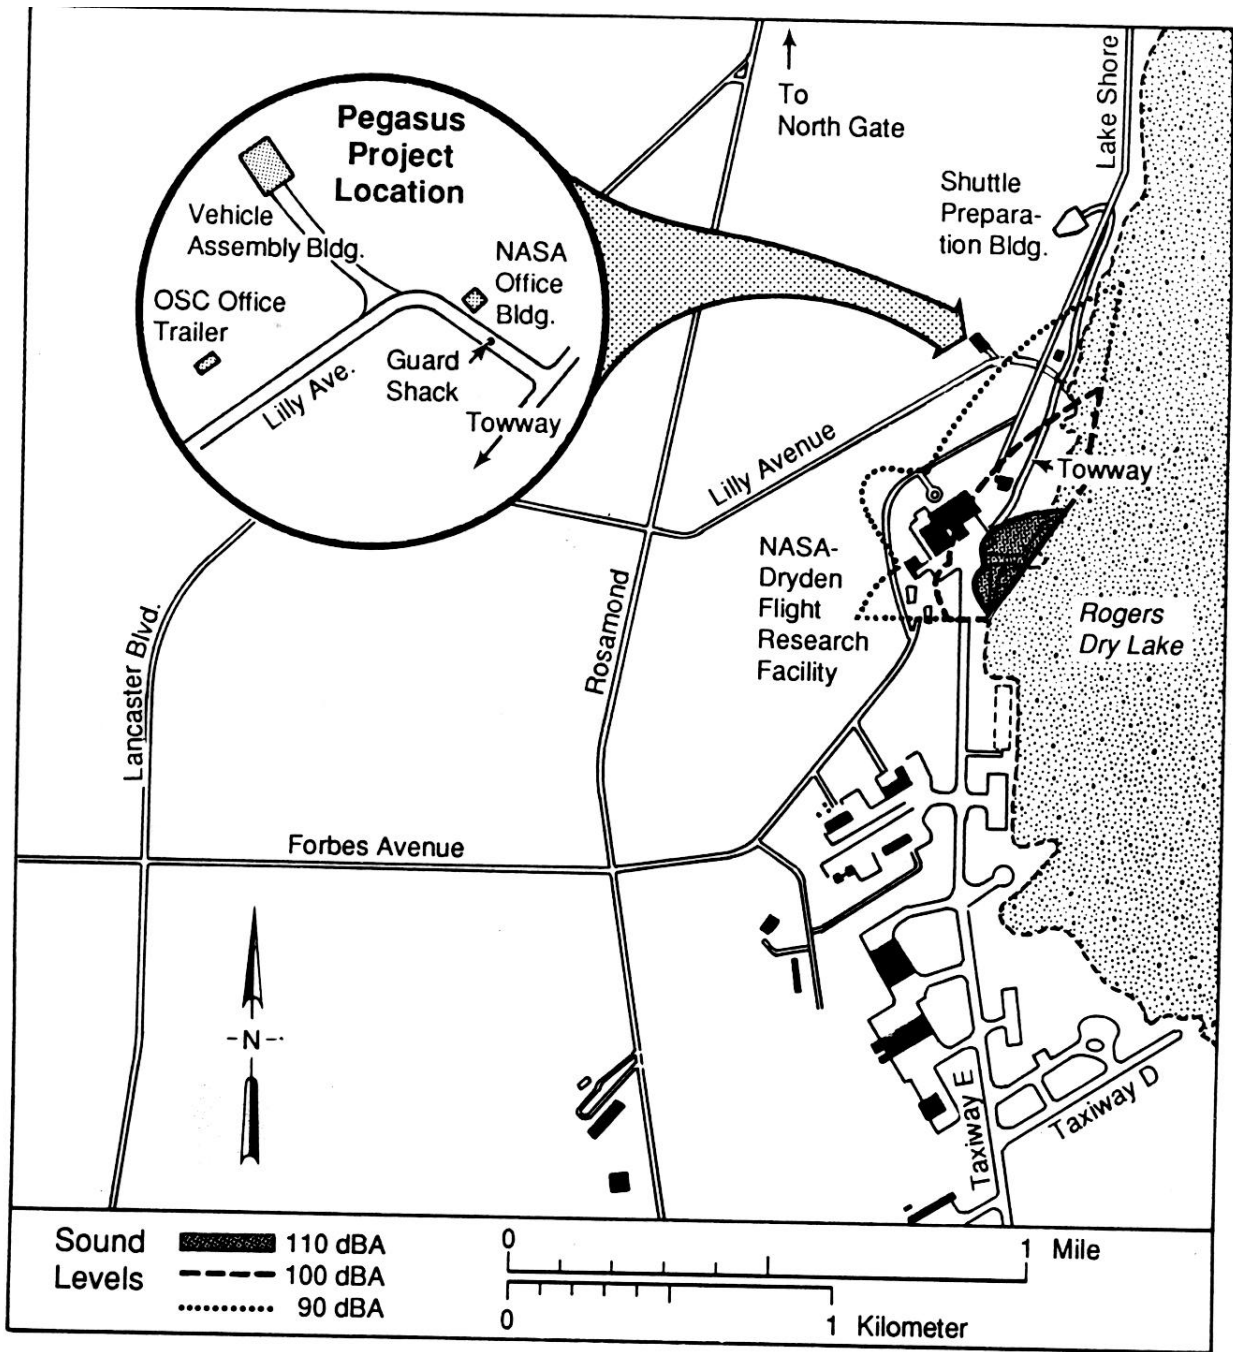 Pegasus
Project
Location
Vehicle
Assembly Bldg.
NASA
Office
Bldg.
OSC Office
Trailer
Guard
Shack
Lilly Ave.
Towway
To
North Gate
Lake Shore
Shuttle
Prepara-
tion Bldg.
Lilly Avenue
Towway
NASA-
Dryden
Flight
Research
Facility
Rogers
Dry Lake
Rosamond
Lancaster Blvd.
Forbes Avenue
-N-
Taxiway E
Taxiway D
Sound
Levels
110 dBA
100 dBA
90 dBA
0 1 Mile
0 1 Kilometer